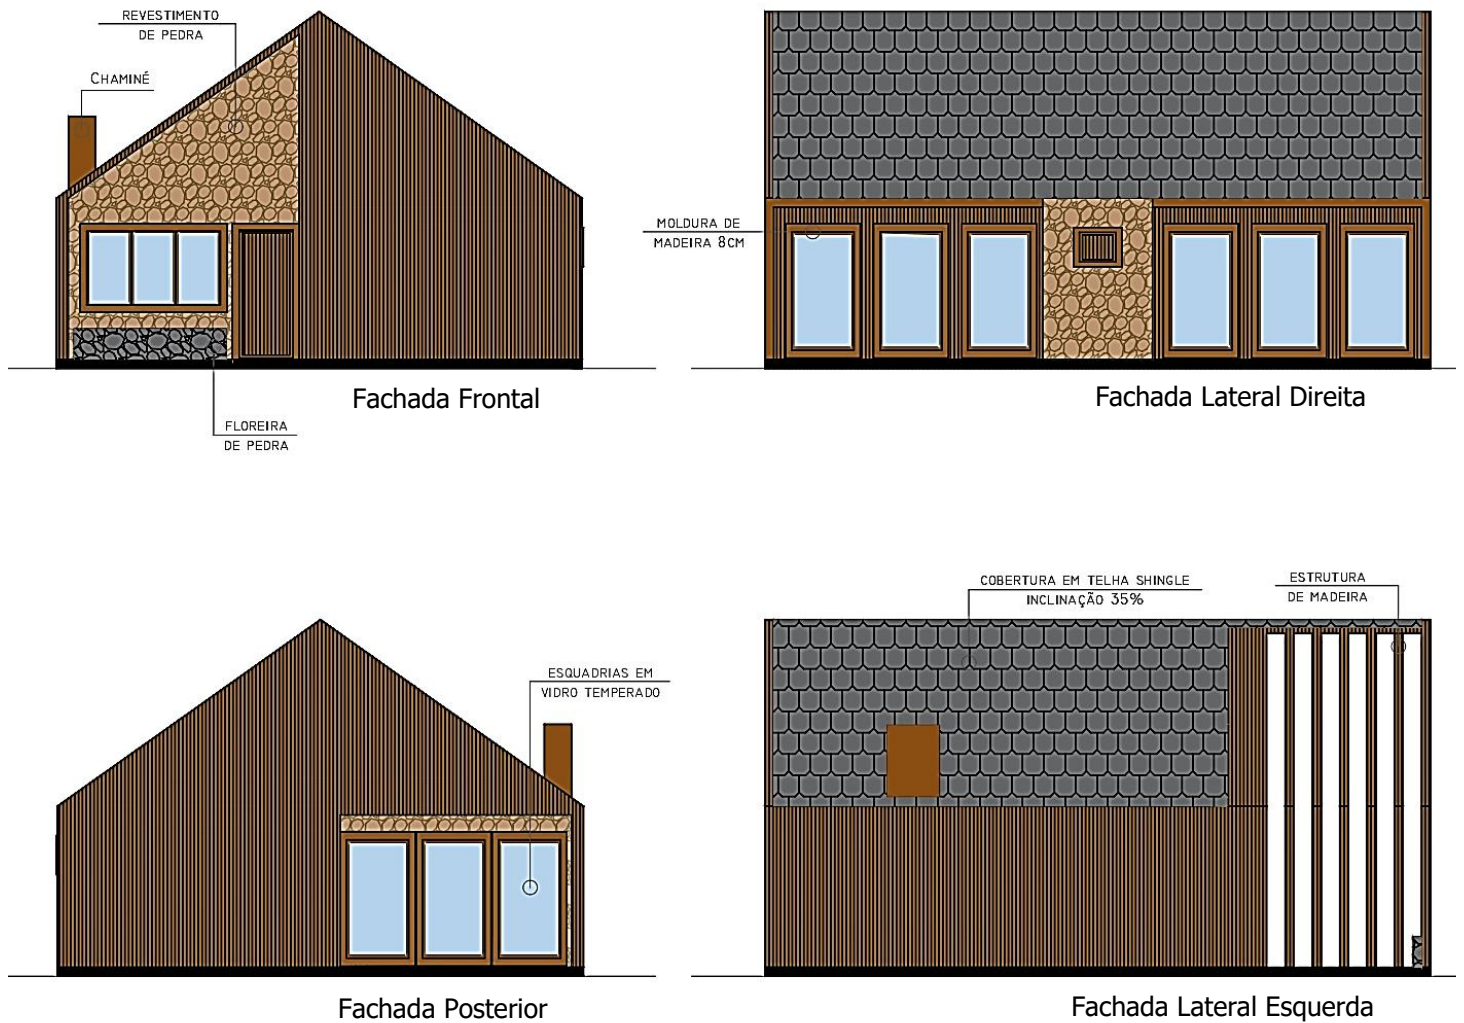 REVESTIMENTO
DE PEDRA
CHAMINÉ
Fachada Frontal
FLOREIRA
DE PEDRA
MOLDURA DE
MADEIRA 8CM
Fachada Lateral Direita
ESQUADRIAS EM
VIDRO TEMPERADO
Fachada Posterior
COBERTURA EM TELHA SHINGLE
INCLINAÇÃO 35%
ESTRUTURA
DE MADEIRA
Fachada Lateral Esquerda